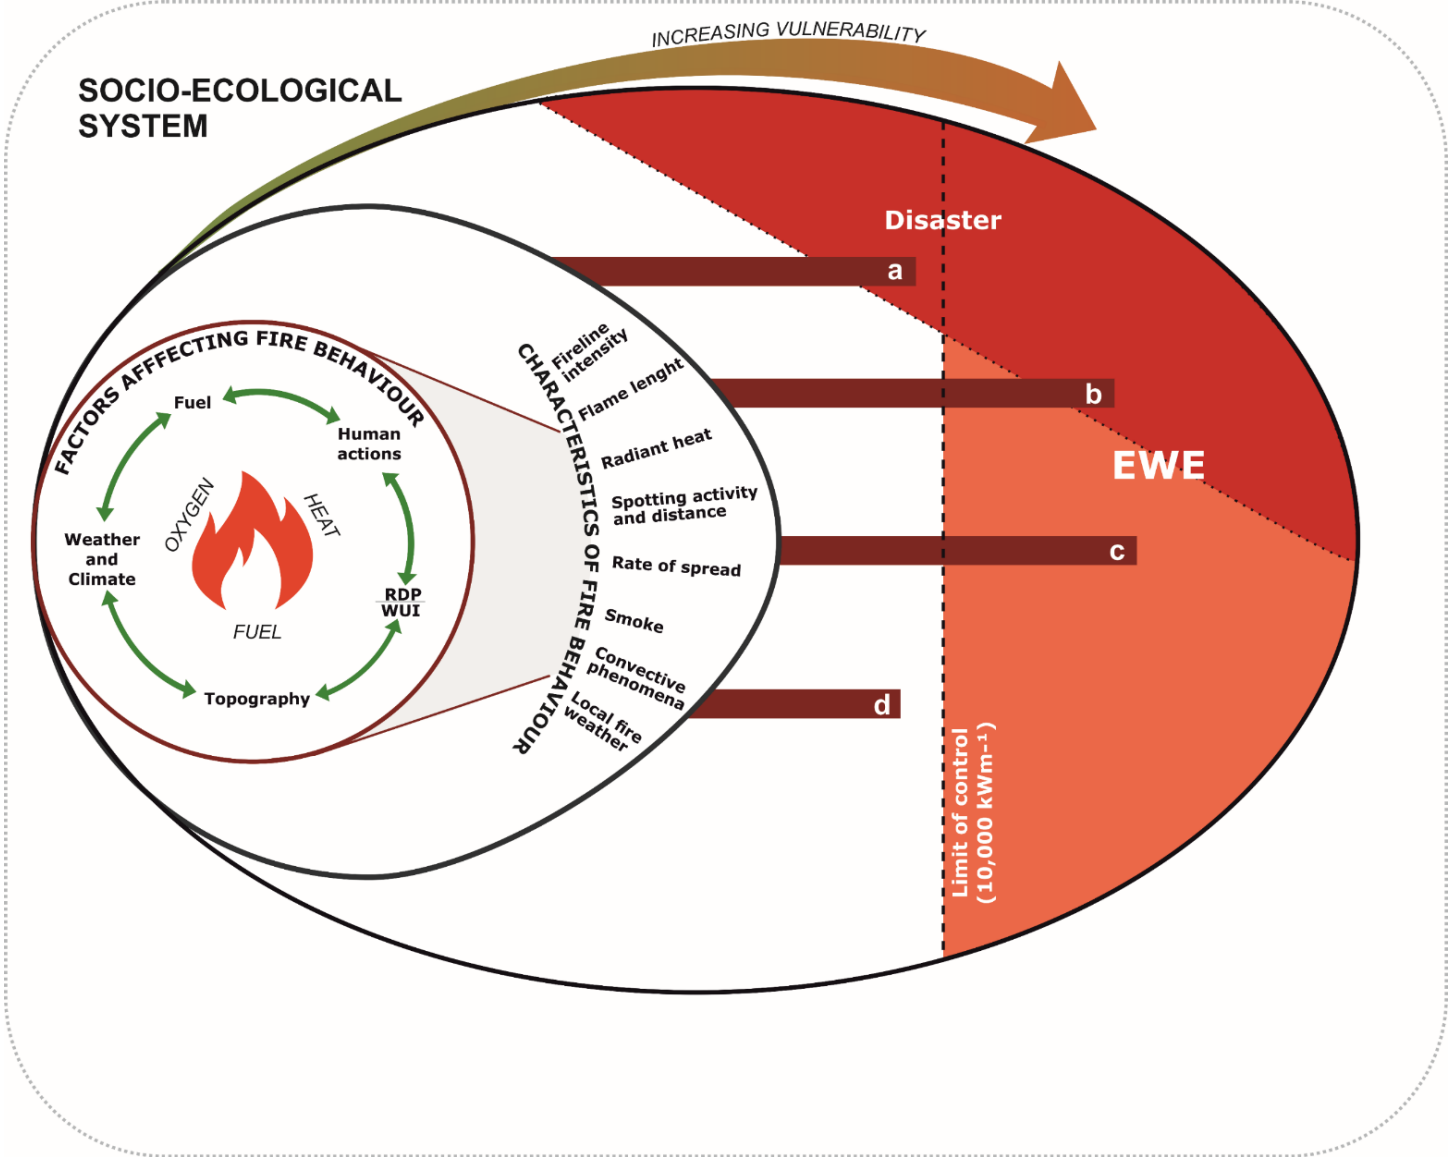 INCREASING VULNERABILITY
SOCIO-ECOLOGICAL
SYSTEM
Disaster
a
FACTORS AFFFECTING FIRE BEHAVIOUR
Fuel
Human
actions
OXYGEN
HEAT
Weather
and
Climate
RDP
WUI
FUEL
Topography
CHARACTERISTICS OF FIRE BEHAVIOUR
Fireline
intensity
Flame lenght
Radiant heat
Spotting activity
and distance
Rate of spread
Smoke
Convective
phenomena
Local fire
weather
b
EWE
c
d
Limit of control
(10,000 kWm-¹)